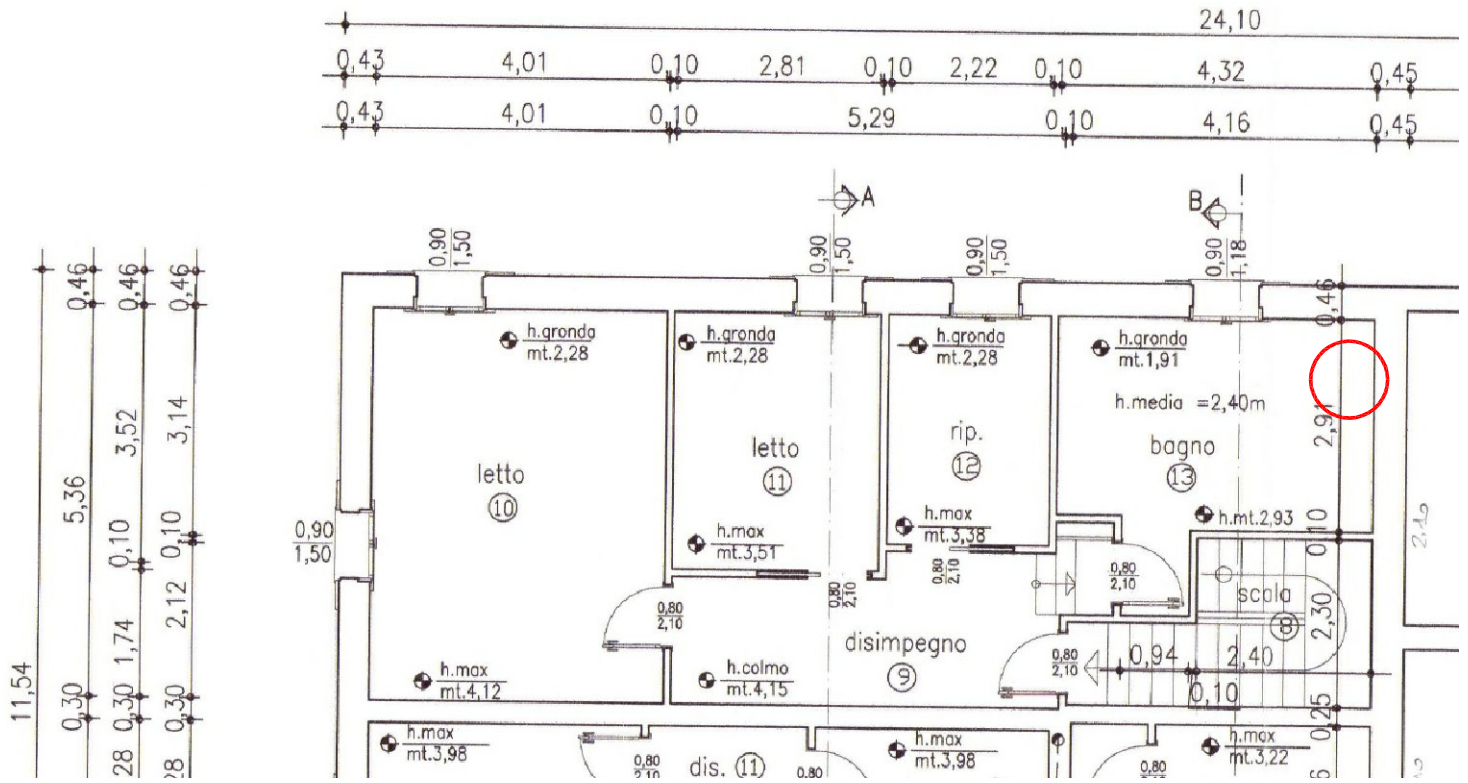 24,10
0,43 4,01 0,10 2,81 0,10 2,22 0,10 4,32 0,45
0,43 4,01 0,10 5,29 0,10 4,16 0,45
A
B
0,90
1,50
0,90
1,50
0,90
1,50
0,90
1,18
0,46
0,46
0,46
0,46
h.gronda
mt.2,28
h.gronda
mt.2,28
h.gronda
mt.2,28
h.gronda
mt.1,91
h.media =2,40m
5,36
3,52
3,14
2,91
letto
10
letto
11
rip.
12
bagno
13
0,90
1,50
0,10
0,10
0,10
h.max
mt.3,51
h.max
mt.3,38
h.mt.2,93
2,10
0,80
2,10
0,80
2,10
0,80
2,10
0,80
2,10
scala
8
2,30
1,74
2,12
disimpegno
9
0,80
2,10
0,94
2,40
0,10
11,54
0,30
0,30
0,30
h.max
mt.4,12
h.colmo
mt.4,15
0,25
h.max
mt.3,98
h.max
mt.3,98
h.max
mt.3,22
28
28
dis. 11
0,80
2,10
0,80
0,80
2,10
6